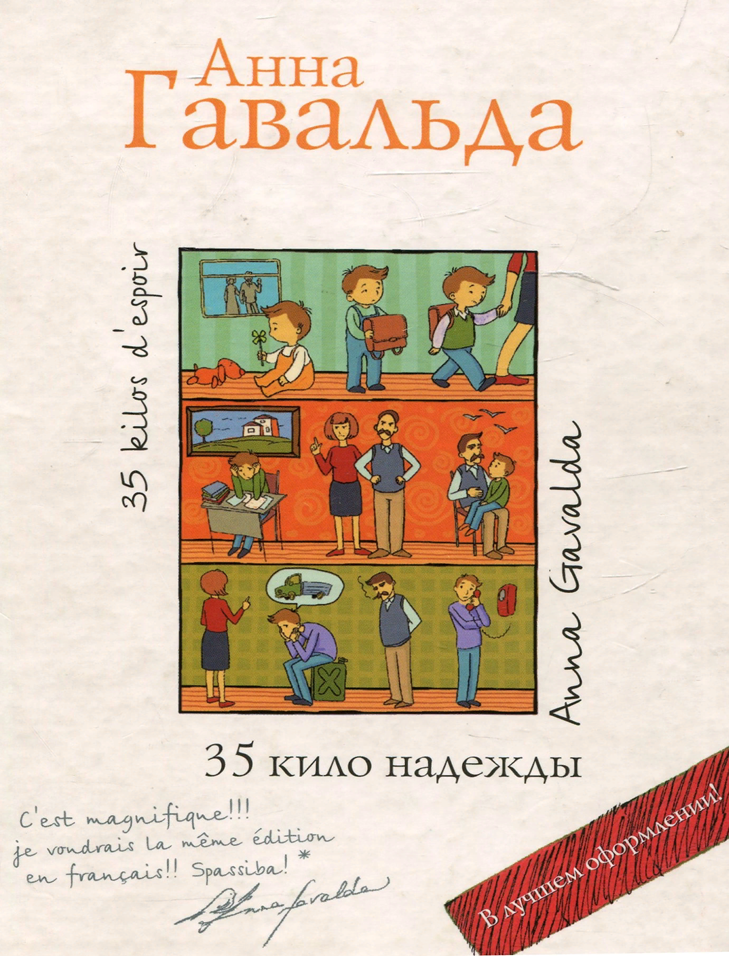 Анна
Гавальда
35 kilos d'espoir
Anna Gavalda
35 кило надежды
C'est magnifique!!!
je voudrais la même édition
en français!! Spassiba! *
Anna Gavalda
В лучшем оформлении!